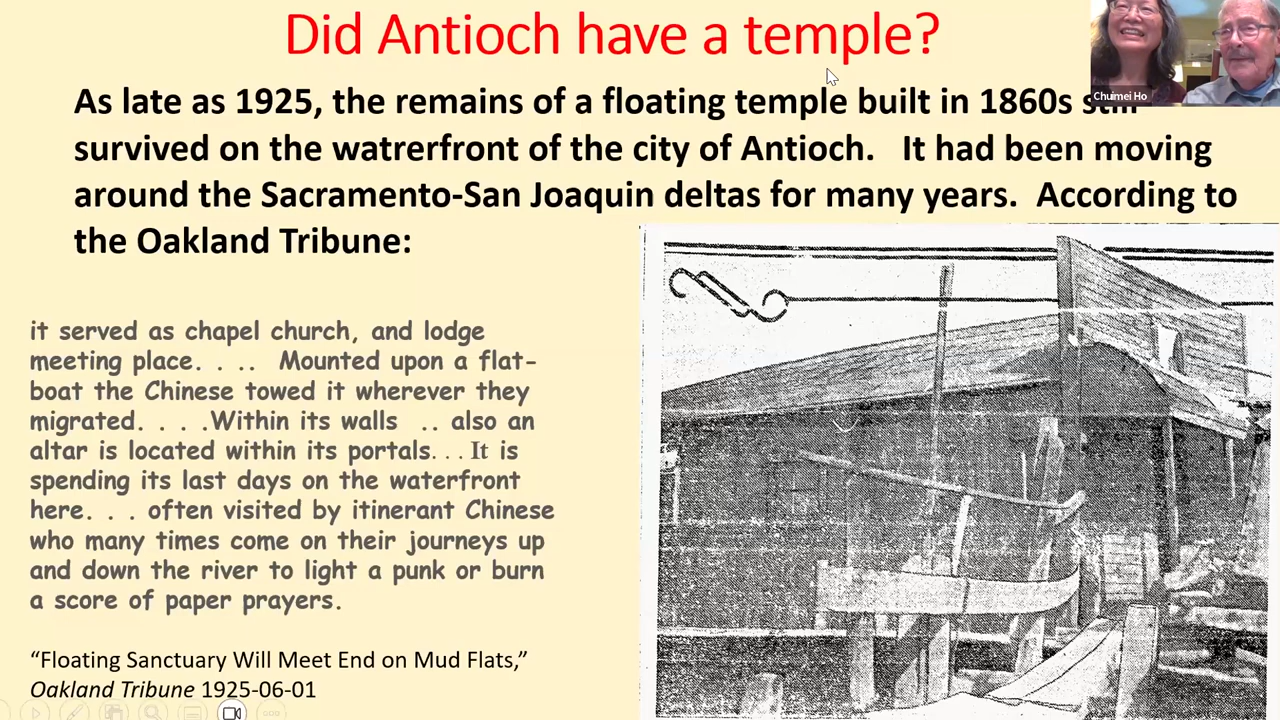 Did Antioch have a temple?
As late as 1925, the remains of a floating temple built in 1860s still
survived on the watrerfront of the city of Antioch. It had been moving
around the Sacramento-San Joaquin deltas for many years. According to
the Oakland Tribune:
it served as chapel church, and lodge
meeting place. . .. Mounted upon a flat-
boat the Chinese towed it wherever they
migrated. . . .Within its walls .. also an
altar is located within its portals. . . It is
spending its last days on the waterfront
here. . . often visited by itinerant Chinese
who many times come on their journeys up
and down the river to light a punk or burn
a score of paper prayers.
“Floating Sanctuary Will Meet End on Mud Flats,”
Oakland Tribune 1925-06-01
Chuimei Ho